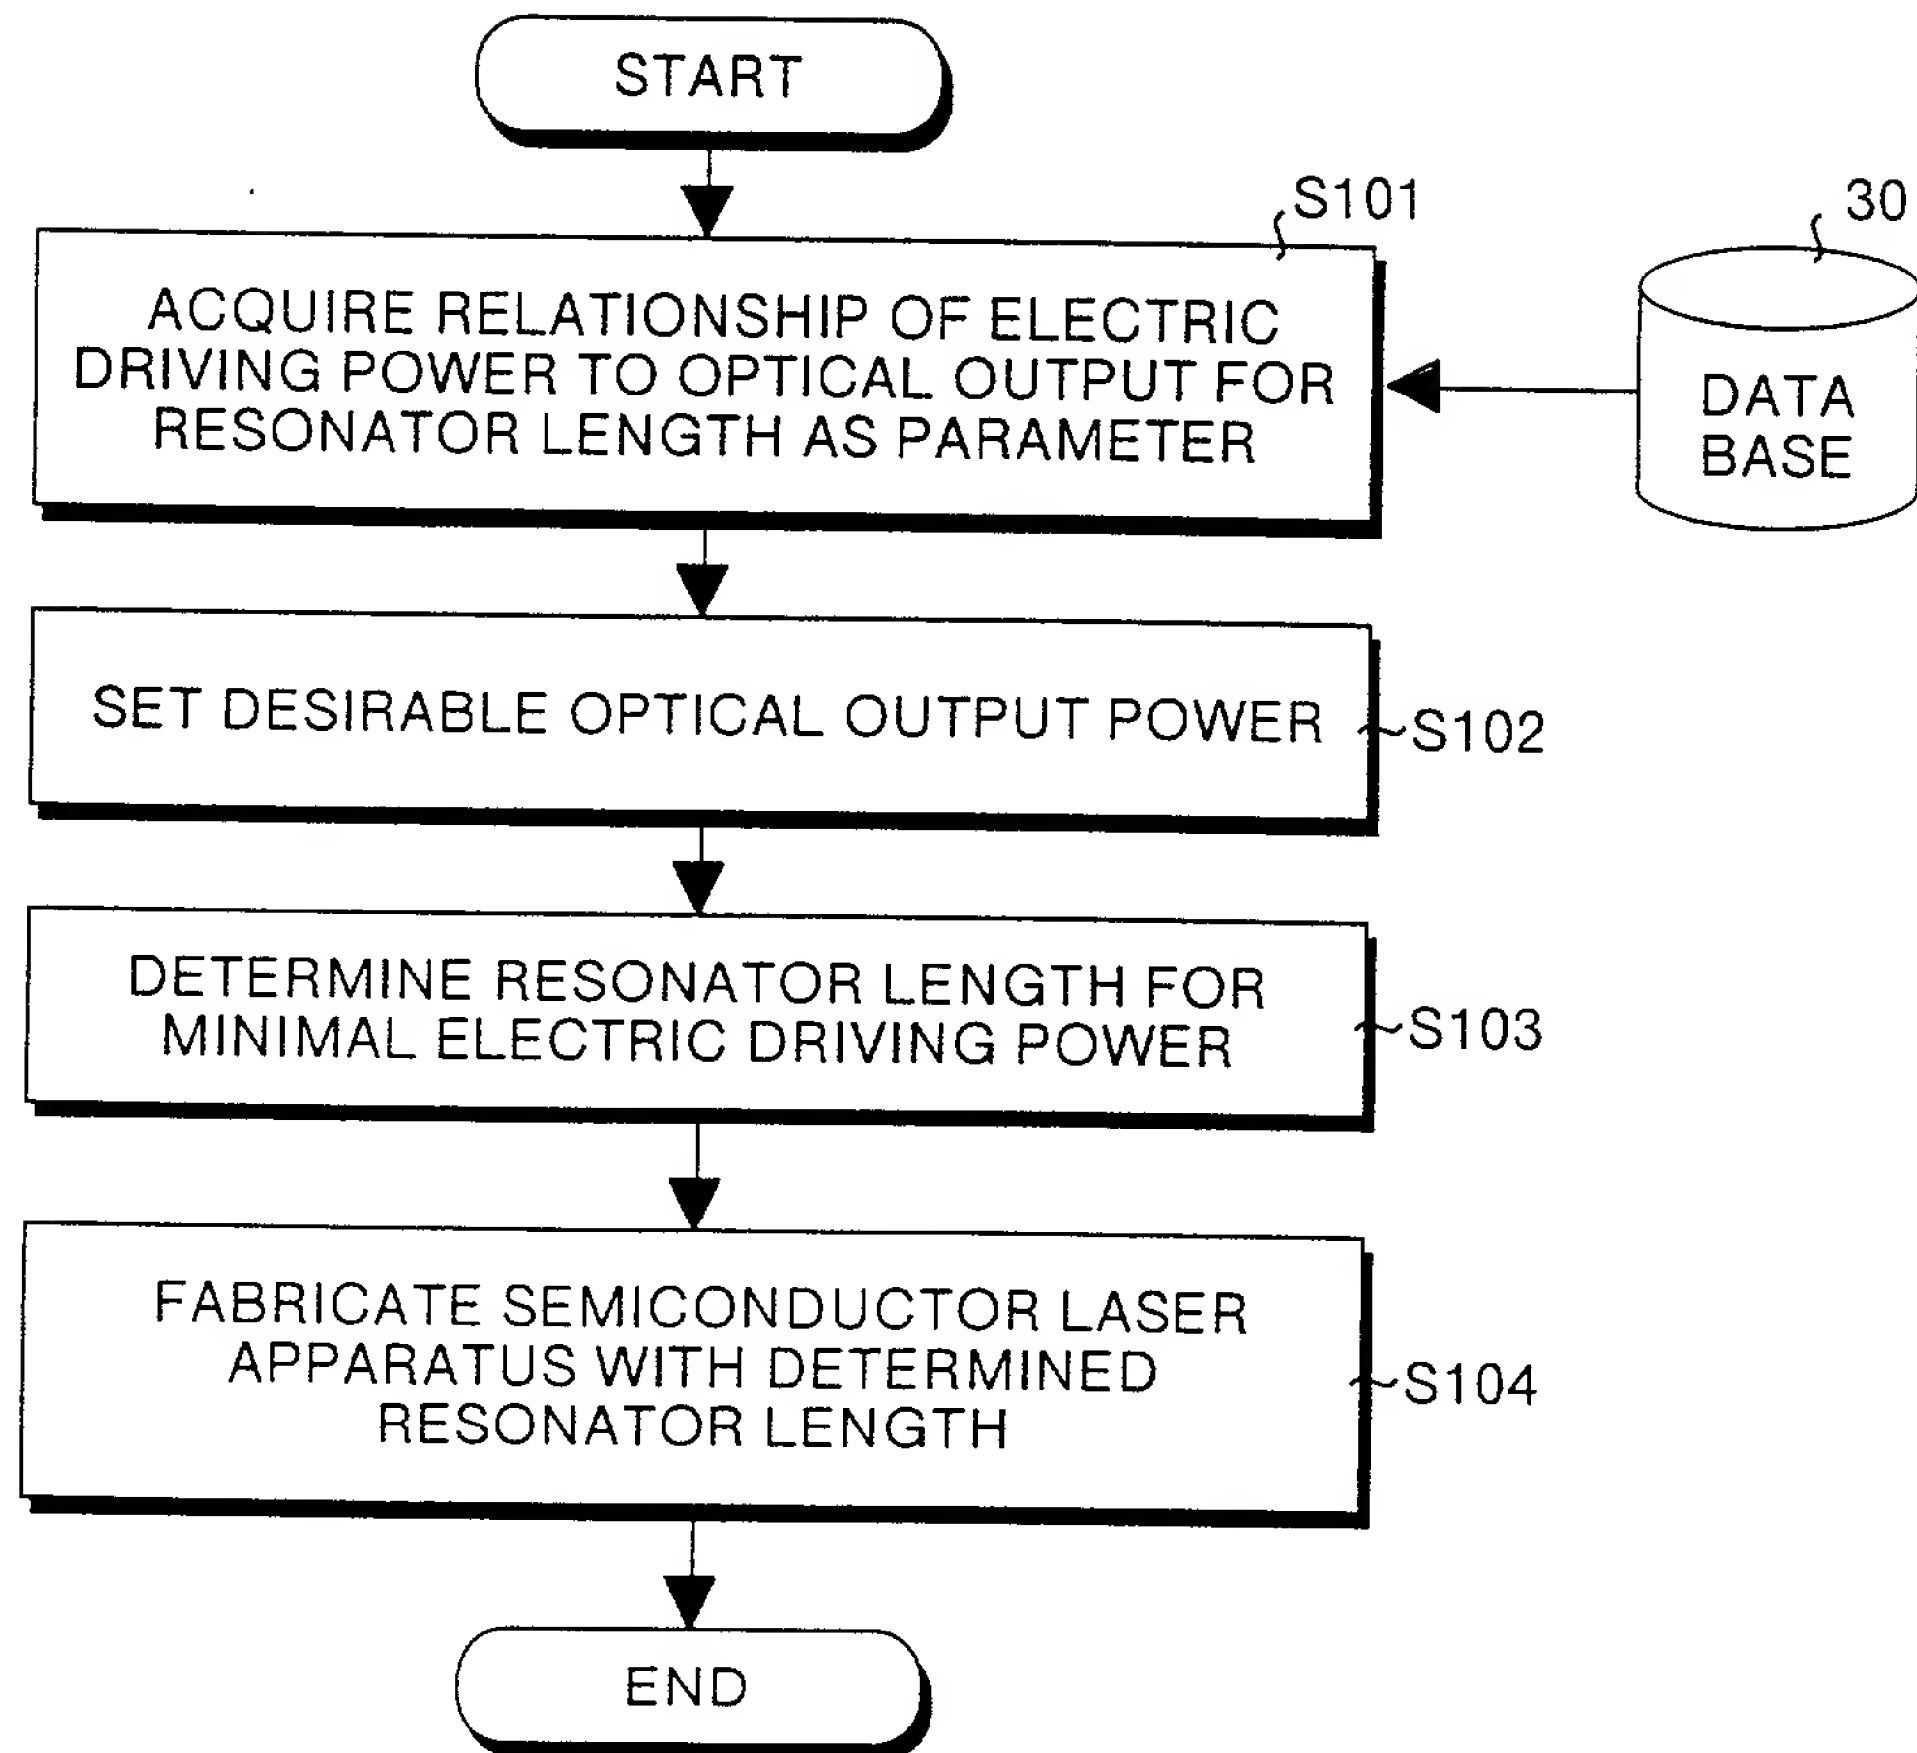 START
S101
30
ACQUIRE RELATIONSHIP OF ELECTRIC
DRIVING POWER TO OPTICAL OUTPUT FOR
RESONATOR LENGTH AS PARAMETER
DATA
BASE
SET DESIRABLE OPTICAL OUTPUT POWER
S102
DETERMINE RESONATOR LENGTH FOR
MINIMAL ELECTRIC DRIVING POWER
S103
FABRICATE SEMICONDUCTOR LASER
APPARATUS WITH DETERMINED
RESONATOR LENGTH
S104
END